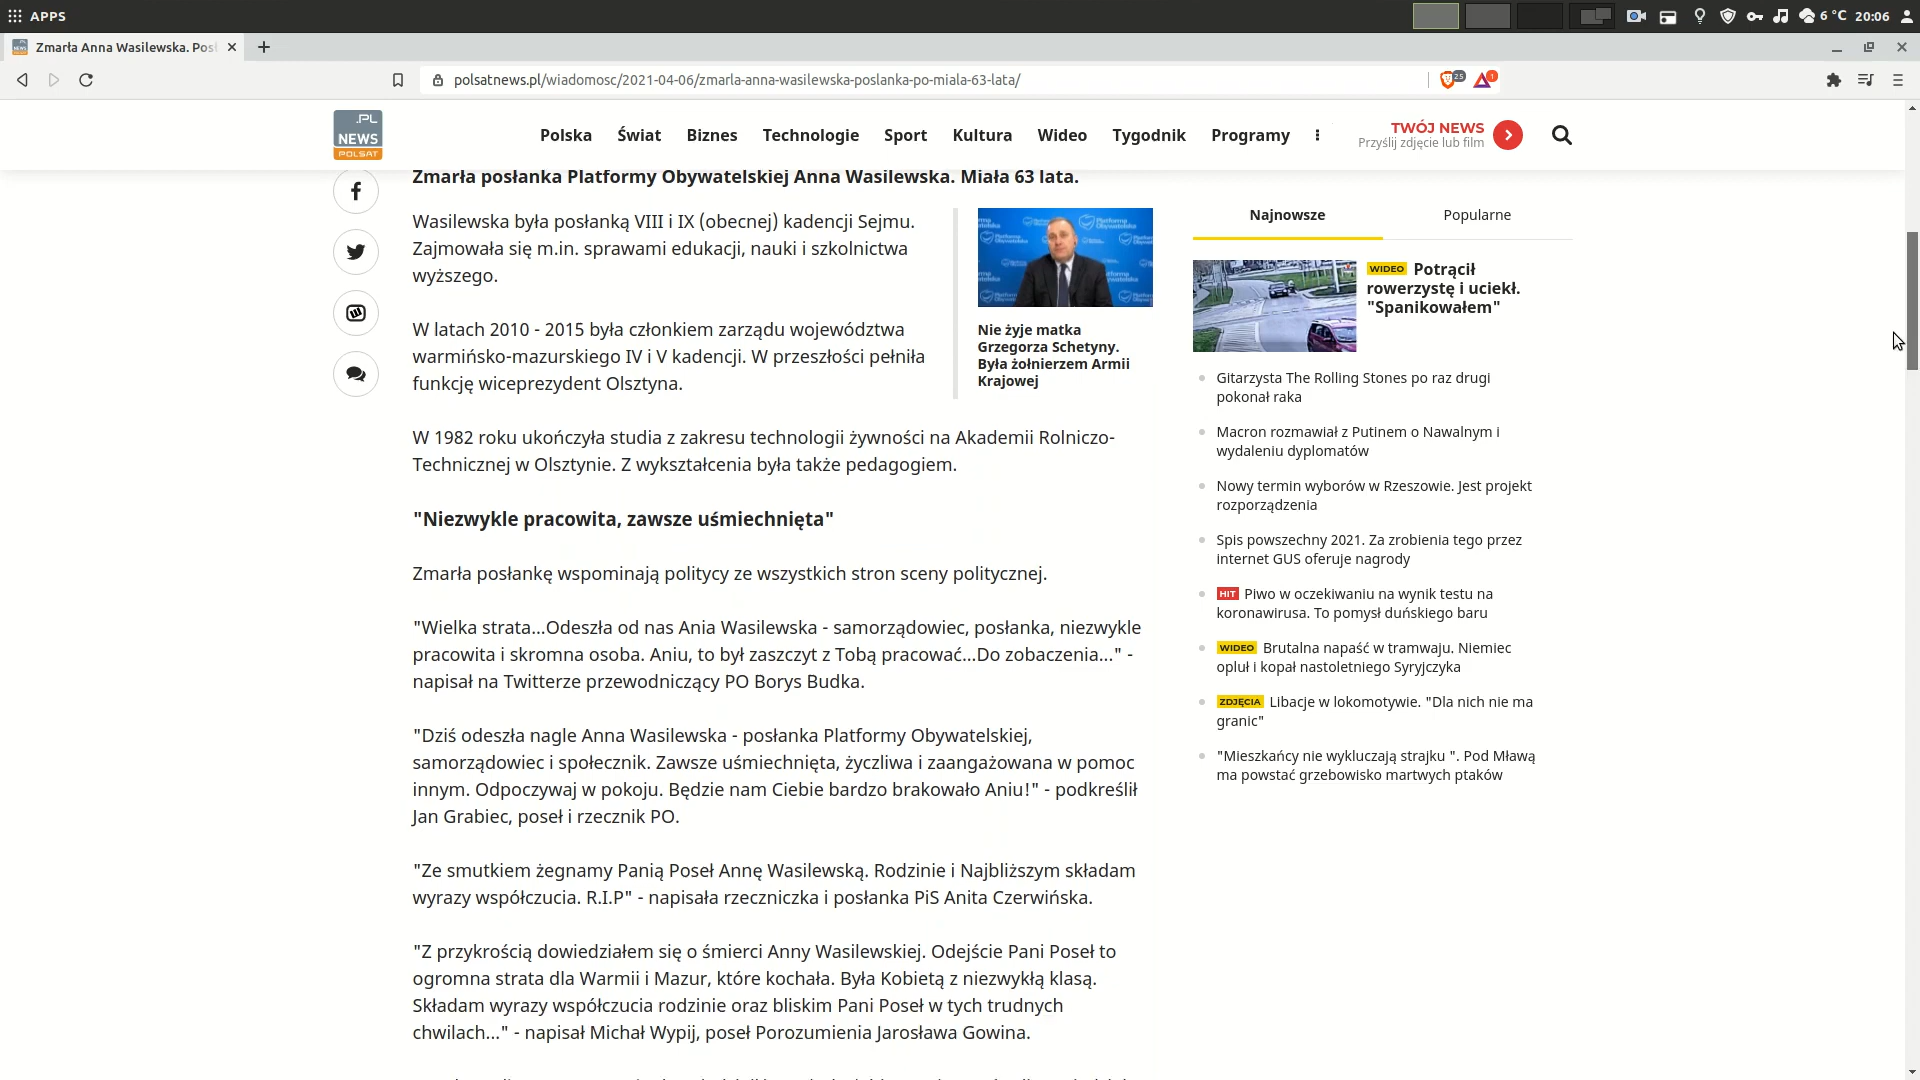 APPS
6 °C 20:06
Zmarła Anna Wasilewska. Pos
polsatnews.pl/wiadomosc/2021-04-06/zmarla-anna-wasilewska-poslanka-po-miala-63-lata/
25
1
.PL
NEWS
POLSAT
Polska Świat Biznes Technologie Sport Kultura Wideo Tygodnik Programy
TWÓJ NEWS
Przyślij zdjęcie lub film
Zmarła posłanka Platformy Obywatelskiej Anna Wasilewska. Miała 63 lata.
Wasilewska była posłanką VIII i IX (obecnej) kadencji Sejmu.
Zajmowała się m.in. sprawami edukacji, nauki i szkolnictwa
wyższego.
W latach 2010 - 2015 była członkiem zarządu województwa
warmińsko-mazurskiego IV i V kadencji. W przeszłości pełniła
funkcję wiceprezydent Olsztyna.
Nie żyje matka
Grzegorza Schetyny.
Była żołnierzem Armii
Krajowej
W 1982 roku ukończyła studia z zakresu technologii żywności na Akademii Rolniczo-
Technicznej w Olsztynie. Z wykształcenia była także pedagogiem.
"Niezwykle pracowita, zawsze uśmiechnięta"
Zmarła posłankę wspominają politycy ze wszystkich stron sceny politycznej.
"Wielka strata...Odeszła od nas Ania Wasilewska - samorządowiec, posłanka, niezwykle
pracowita i skromna osoba. Aniu, to był zaszczyt z Tobą pracować...Do zobaczenia..." -
napisał na Twitterze przewodniczący PO Borys Budka.
"Dziś odeszła nagle Anna Wasilewska - posłanka Platformy Obywatelskiej,
samorządowiec i społecznik. Zawsze uśmiechnięta, życzliwa i zaangażowana w pomoc
innym. Odpoczywaj w pokoju. Będzie nam Ciebie bardzo brakowało Aniu!" - podkreślił
Jan Grabiec, poseł i rzecznik PO.
"Ze smutkiem żegnamy Panią Poseł Annę Wasilewską. Rodzinie i Najbliższym składam
wyrazy współczucia. R.I.P" - napisała rzeczniczka i posłanka PiS Anita Czerwińska.
"Z przykrością dowiedziałem się o śmierci Anny Wasilewskiej. Odejście Pani Poseł to
ogromna strata dla Warmii i Mazur, które kochała. Była Kobietą z niezwykłą klasą.
Składam wyrazy współczucia rodzinie oraz bliskim Pani Poseł w tych trudnych
chwilach..." - napisał Michał Wypij, poseł Porozumienia Jarosława Gowina.
Najnowsze Popularne
WIDEO Potrącił
rowerzystę i uciekł.
"Spanikowałem"
Gitarzysta The Rolling Stones po raz drugi
pokonał raka
Macron rozmawiał z Putinem o Nawalnym i
wydaleniu dyplomatów
Nowy termin wyborów w Rzeszowie. Jest projekt
rozporządzenia
Spis powszechny 2021. Za zrobienia tego przez
internet GUS oferuje nagrody
HIT Piwo w oczekiwaniu na wynik testu na
koronawirusa. To pomysł duńskiego baru
WIDEO Brutalna napaść w tramwaju. Niemiec
opluł i kopał nastoletniego Syryjczyka
ZDJĘCIA Libacje w lokomotywie. "Dla nich nie ma
granic"
"Mieszkańcy nie wykluczają strajku ". Pod Mławą
ma powstać grzebowisko martwych ptaków